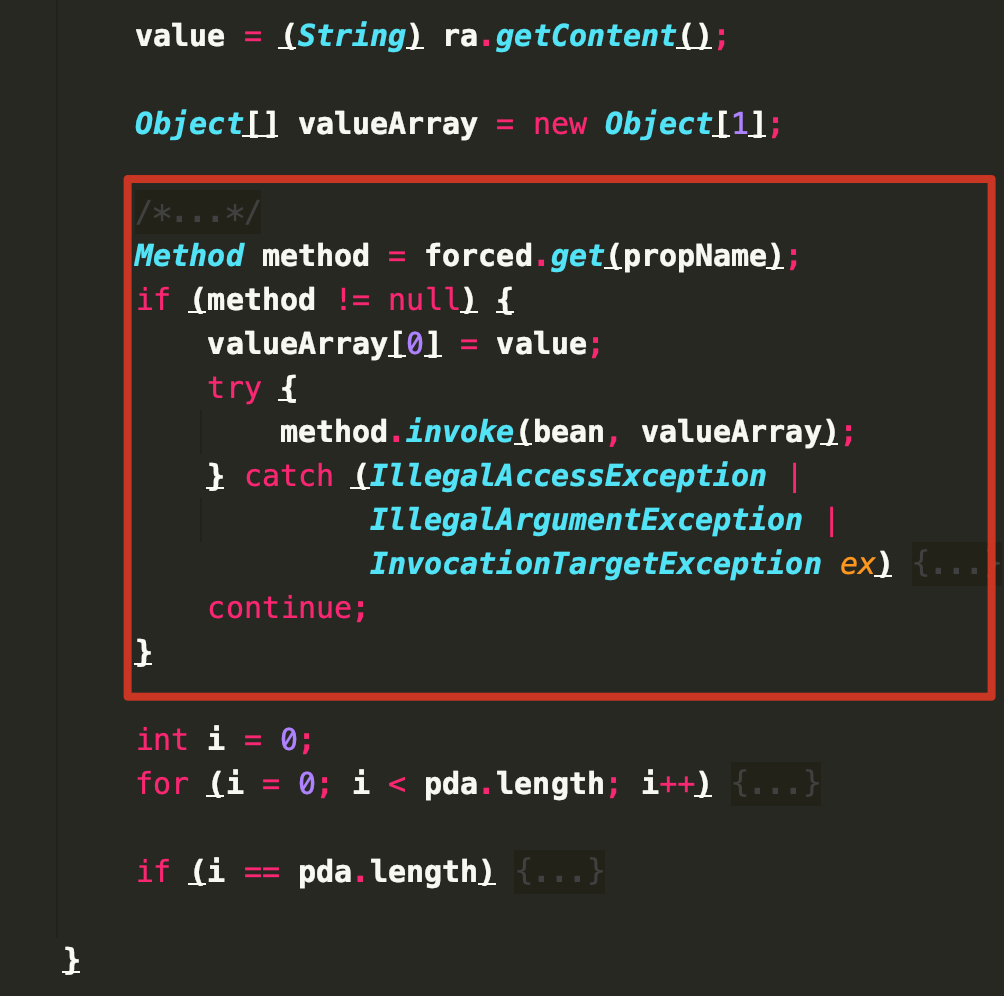 value = (String) ra.getContent();
Object[] valueArray = new Object[1];
/*...*/
Method method = forced.get(propName);
if (method != null) {
valueArray[0] = value;
try {
method.invoke(bean, valueArray);
} catch (IllegalAccessException |
IllegalArgumentException |
InvocationTargetException ex) {...}
continue;
}
int i = 0;
for (i = 0; i < pda.length; i++) {...}
if (i == pda.length) {...}
}